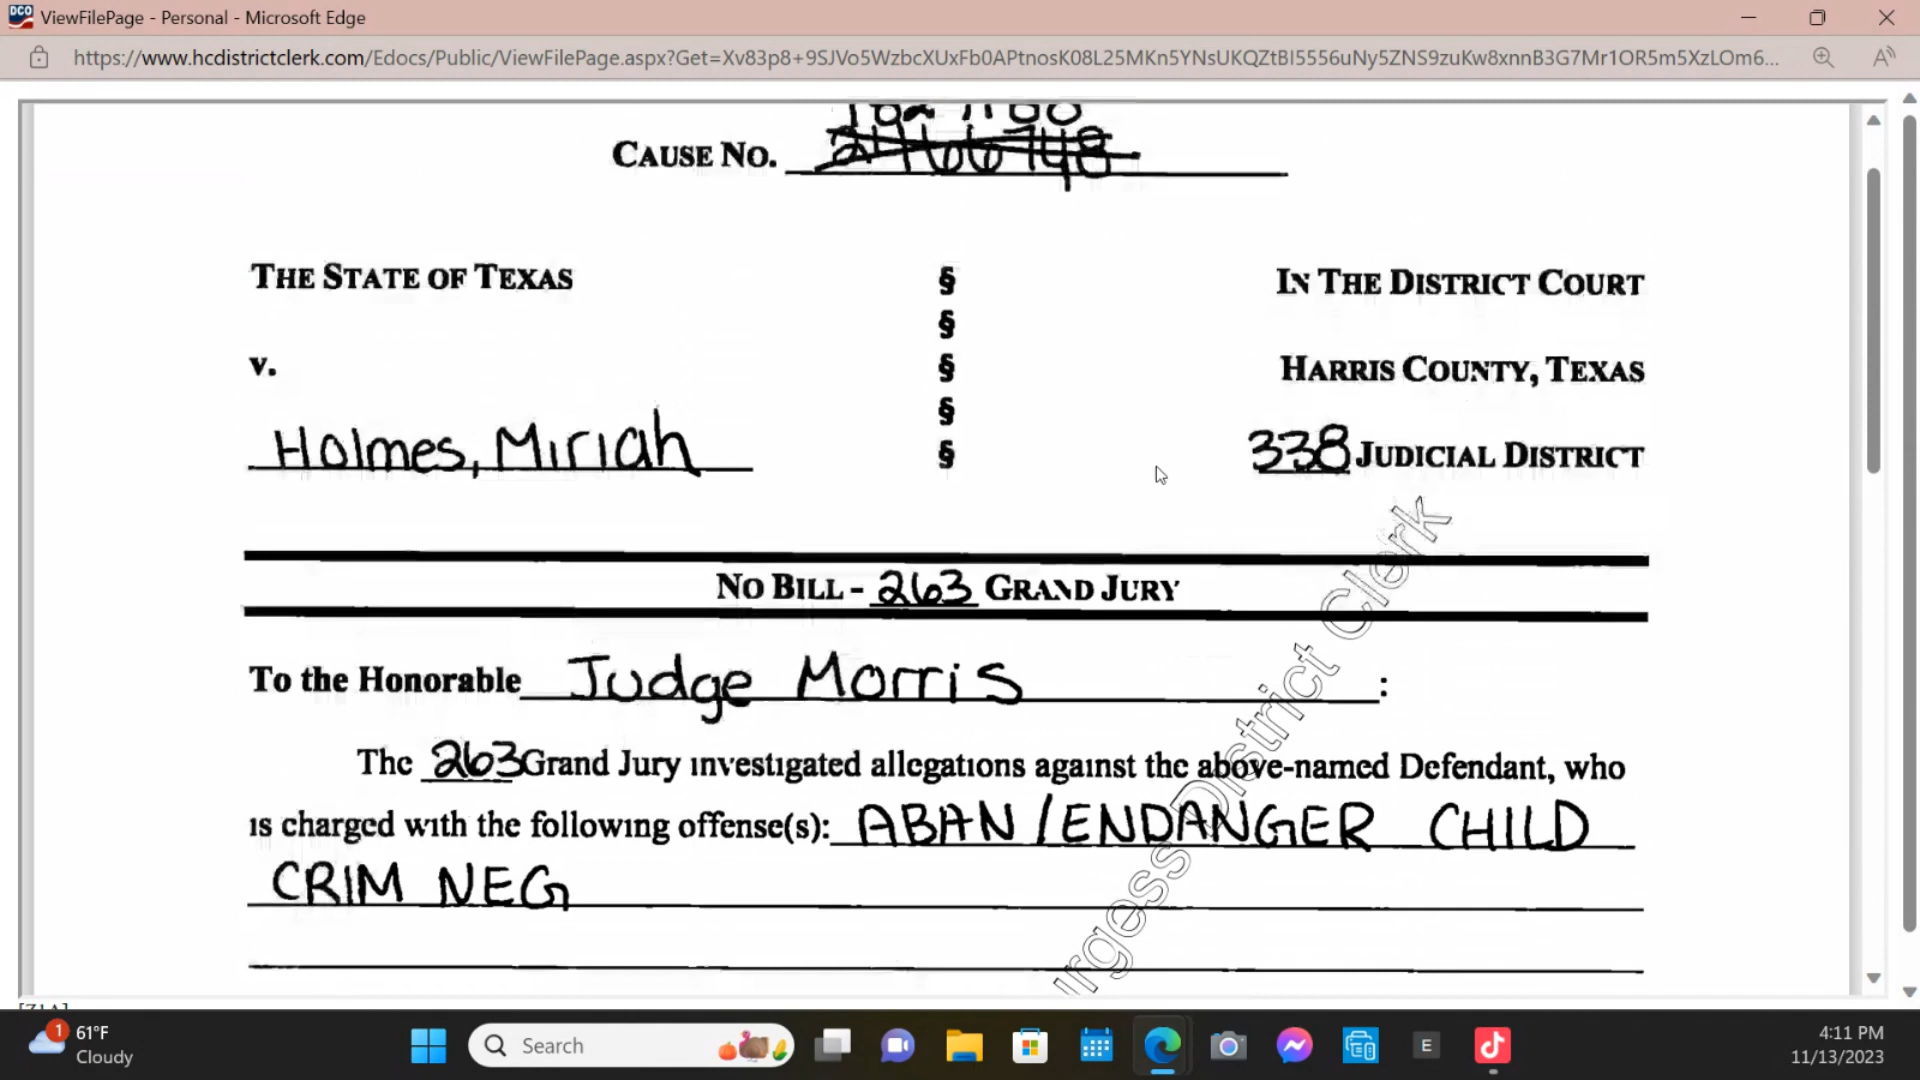 ViewFilePage - Personal - Microsoft Edge
https://www.hcdistrictclerk.com/Edocs/Public/ViewFilePage.aspx?Get=Xv83p8+9SJVo5WzbcXUxFb0APtnosK08L25MKn5YNsUKQZtBI5556uNy5ZNS9zuKw8xnnB3G7Mr1OR5m5XzLOm6...
CAUSE NO.
THE STATE OF TEXAS § IN THE DISTRICT COURT
§
v. § HARRIS COUNTY, TEXAS
§
Holmes, Miriah § 338 JUDICIAL DISTRICT
NO BILL - 263 GRAND JURY
To the Honorable Judge Morris :
The 263 Grand Jury investigated allegations against the above-named Defendant, who
is charged with the following offense(s): ABAN/ENDANGER CHILD
CRIM NEG
urgess District Clerk
1 61°F
Cloudy
Search
E
4:11 PM
11/13/2023